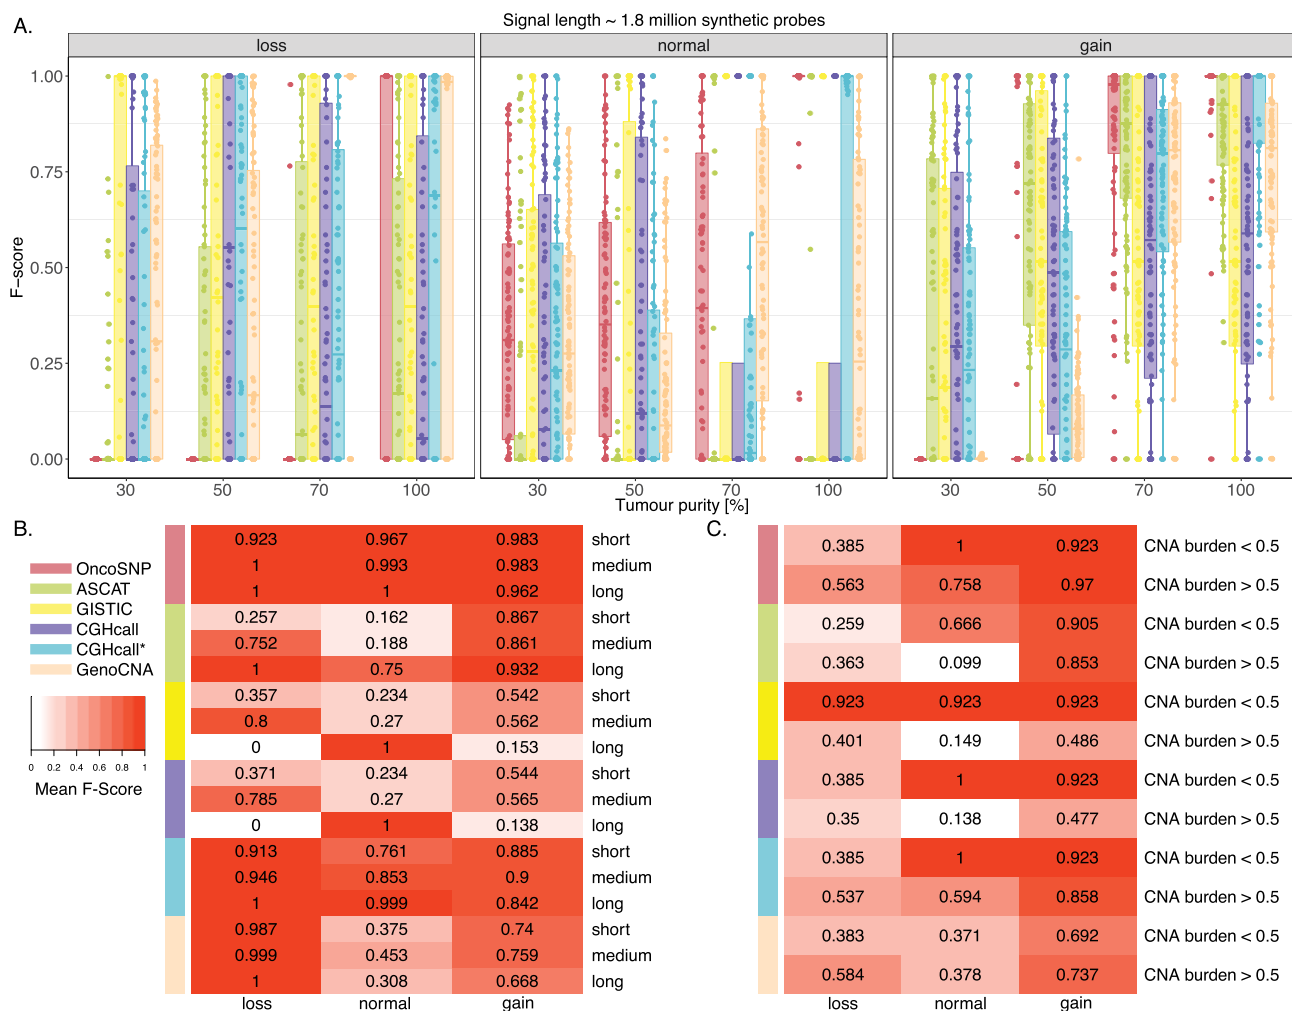 A.
Signal length ~ 1.8 million synthetic probes
loss normal gain
1.00
0.75
0.50
0.25
0.00
F−score
30 50 70 100 30 50 70 100 30 50 70 100
Tumour purity [%]
B.
OncoSNP
ASCAT
GISTIC
CGHcall
CGHcall*
GenoCNA
0 0.2 0.4 0.6 0.8 1
Mean F-Score
0.923 0.967 0.983 short
1 0.993 0.983 medium
1 1 0.962 long
0.257 0.162 0.867 short
0.752 0.188 0.861 medium
1 0.75 0.932 long
0.357 0.234 0.542 short
0.8 0.27 0.562 medium
0 1 0.153 long
0.371 0.234 0.544 short
0.785 0.27 0.565 medium
0 1 0.138 long
0.913 0.761 0.885 short
0.946 0.853 0.9 medium
1 0.999 0.842 long
0.987 0.375 0.74 short
0.999 0.453 0.759 medium
1 0.308 0.668 long
loss normal gain
C.
0.385 1 0.923 CNA burden < 0.5
0.563 0.758 0.97 CNA burden > 0.5
0.259 0.666 0.905 CNA burden < 0.5
0.363 0.099 0.853 CNA burden > 0.5
0.923 0.923 0.923 CNA burden < 0.5
0.401 0.149 0.486 CNA burden > 0.5
0.385 1 0.923 CNA burden < 0.5
0.35 0.138 0.477 CNA burden > 0.5
0.385 1 0.923 CNA burden < 0.5
0.537 0.594 0.858 CNA burden > 0.5
0.383 0.371 0.692 CNA burden < 0.5
0.584 0.378 0.737 CNA burden > 0.5
loss normal gain